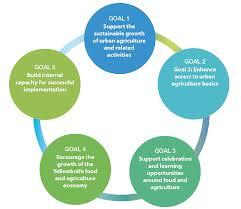 GOAL 1
Support the
sustainable growth
of urban agriculture
and related
activities
GOAL 2
Goal 2: Enhance
access to urban
agriculture basics
GOAL 3
Support celebration
and learning
opportunities
around food and
agriculture
GOAL 4
Encourage the
growth of the
Yellowknife food
and agriculture
economy
GOAL 5
Build internal
capacity for successful
implementation